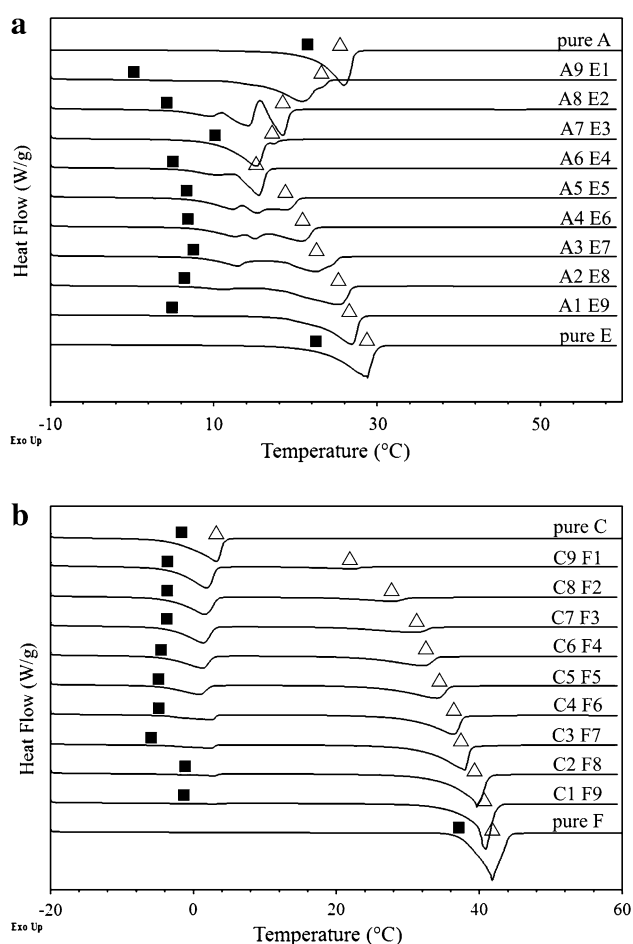 a
pure A
A9 E1
A8 E2
A7 E3
A6 E4
A5 E5
A4 E6
A3 E7
A2 E8
A1 E9
pure E
Heat Flow (W/g)
-10 10 30 50
Exo Up
Temperature (°C)
b
pure C
C9 F1
C8 F2
C7 F3
C6 F4
C5 F5
C4 F6
C3 F7
C2 F8
C1 F9
pure F
Heat Flow (W/g)
-20 0 20 40 60
Exo Up
Temperature (°C)